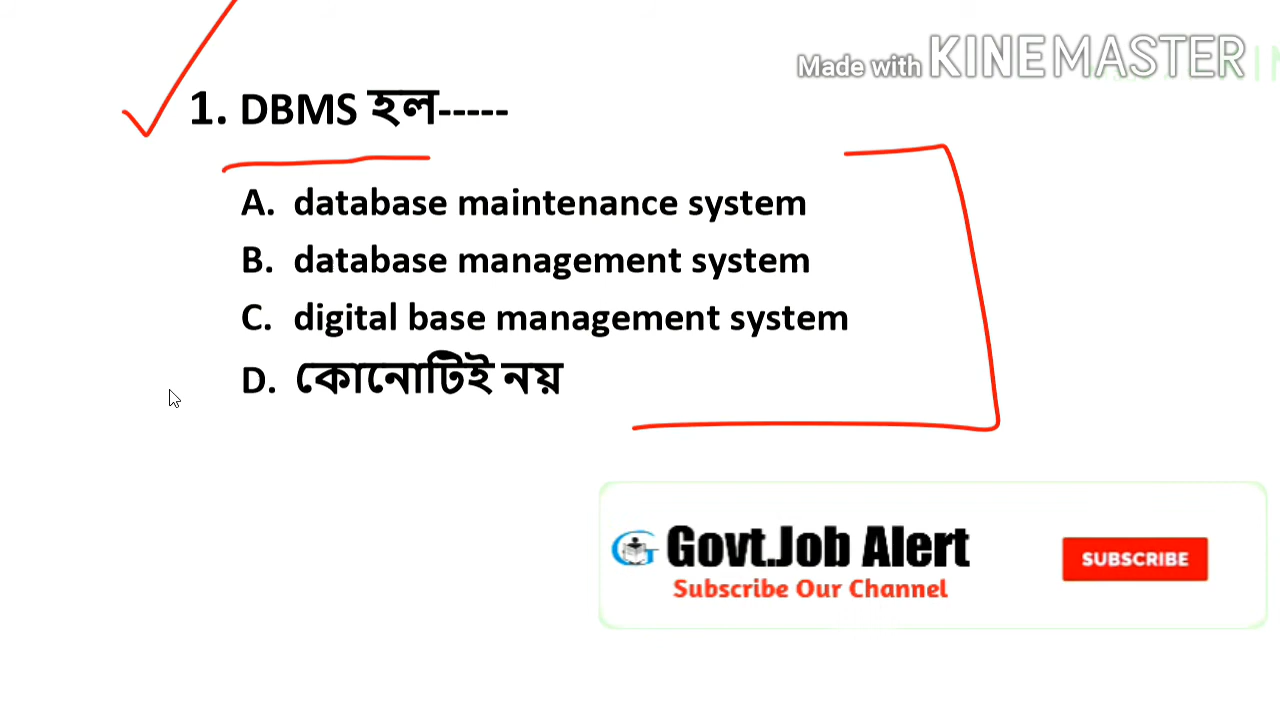 Made with KINEMASTER
1. DBMS হল-----
A. database maintenance system
B. database management system
C. digital base management system
D. কোনোটিই নয়
Govt.Job Alert
Subscribe Our Channel
SUBSCRIBE